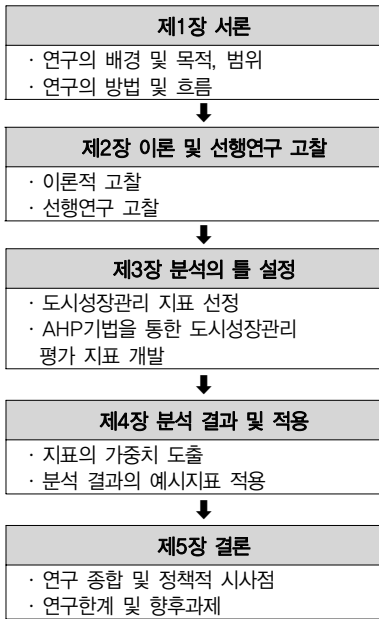 제1장 서론
· 연구의 배경 및 목적, 범위
· 연구의 방법 및 흐름
제2장 이론 및 선행연구 고찰
· 이론적 고찰
· 선행연구 고찰
제3장 분석의 틀 설정
· 도시성장관리 지표 선정
· AHP기법을 통한 도시성장관리
평가 지표 개발
제4장 분석 결과 및 적용
· 지표의 가중치 도출
· 분석 결과의 예시지표 적용
제5장 결론
· 연구 종합 및 정책적 시사점
· 연구한계 및 향후과제